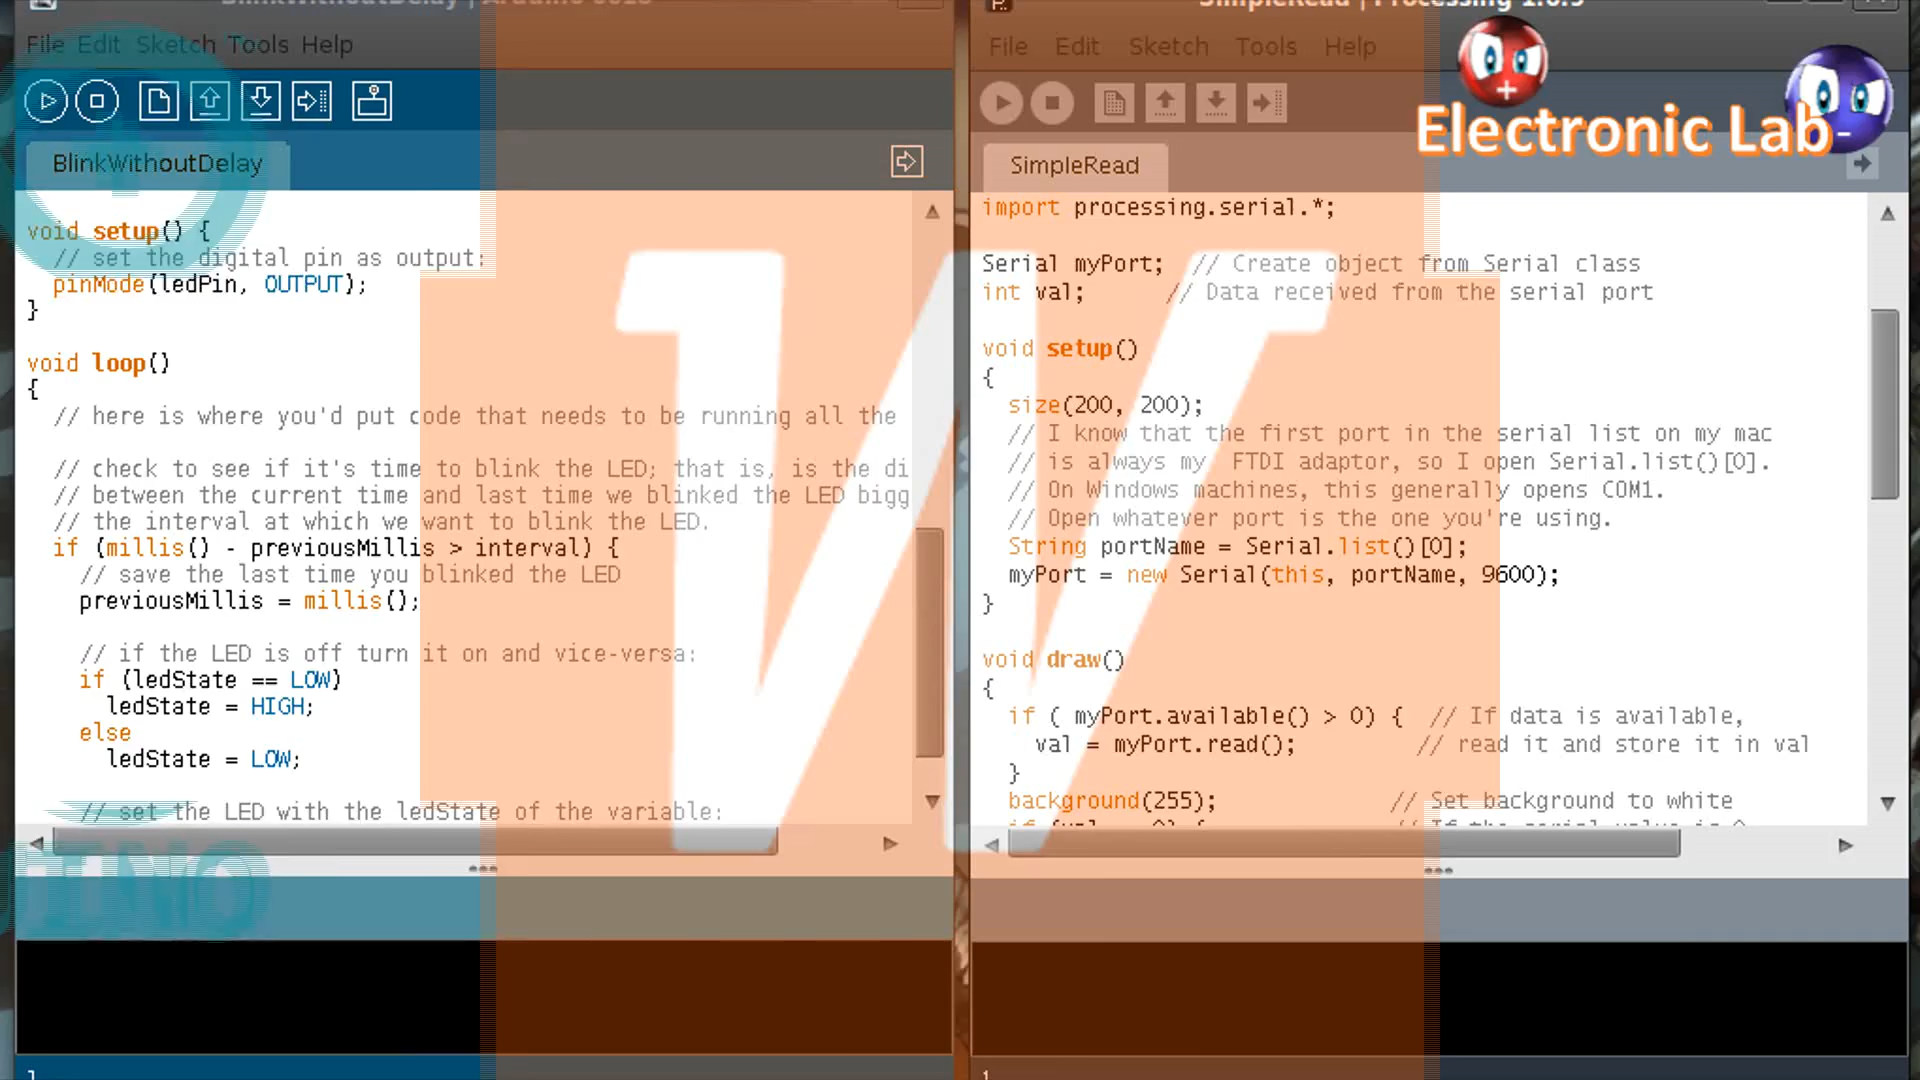 BlinkWithoutDelay | Arduino 0018
File Edit Sketch Tools Help
BlinkWithoutDelay
void setup() {
// set the digital pin as output:
pinMode(ledPin, OUTPUT);
}
void loop()
{
// here is where you'd put code that needs to be running all the
// check to see if it's time to blink the LED; that is, is the di
// between the current time and last time we blinked the LED bigg
// the interval at which we want to blink the LED.
if (millis() - previousMillis > interval) {
// save the last time you blinked the LED
previousMillis = millis();
// if the LED is off turn it on and vice-versa:
if (ledState == LOW)
ledState = HIGH;
else
ledState = LOW;
// set the LED with the ledState of the variable:
1
SimpleRead | Processing 1.0.9
File Edit Sketch Tools Help
Electronic Lab
SimpleRead
import processing.serial.*;
Serial myPort; // Create object from Serial class
int val; // Data received from the serial port
void setup()
{
size(200, 200);
// I know that the first port in the serial list on my mac
// is always my FTDI adaptor, so I open Serial.list()[0].
// On Windows machines, this generally opens COM1.
// Open whatever port is the one you're using.
String portName = Serial.list()[0];
myPort = new Serial(this, portName, 9600);
}
void draw()
{
if ( myPort.available() > 0) { // If data is available,
val = myPort.read(); // read it and store it in val
}
background(255); // Set background to white
1
W